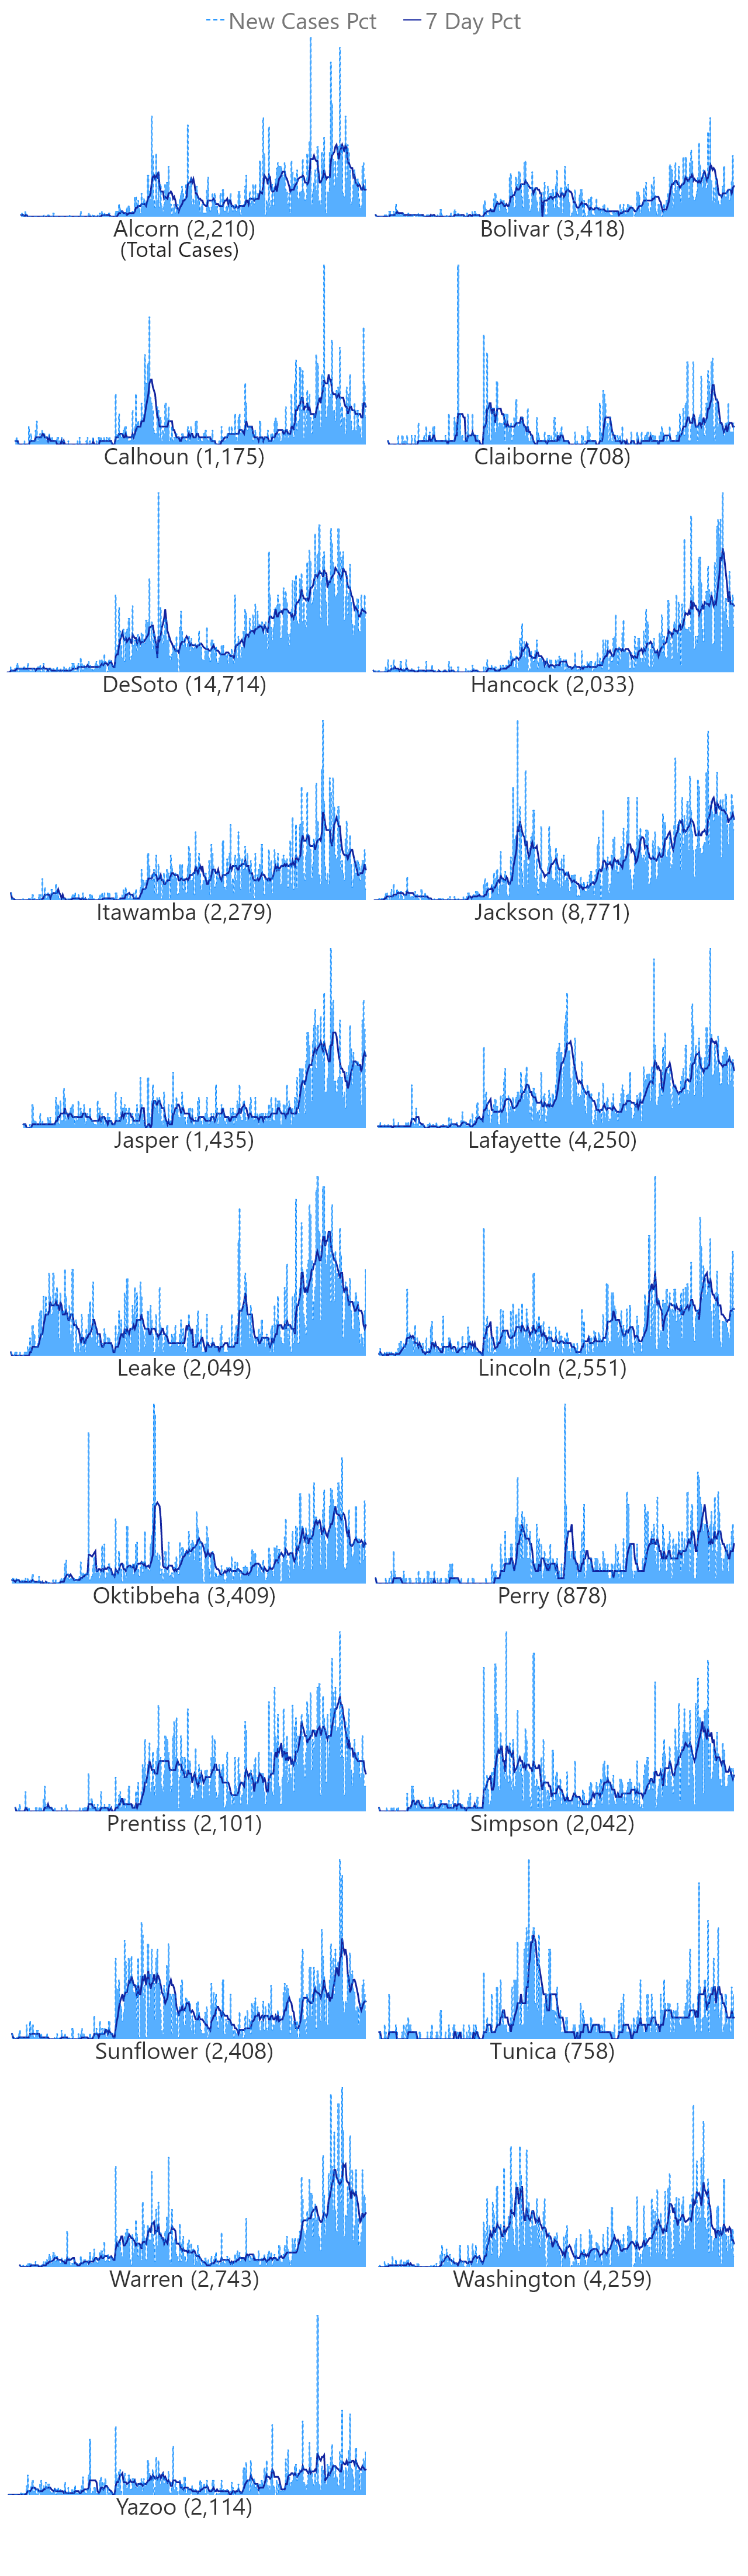 New Cases Pct 7 Day Pct
Alcorn (2,210) Bolivar (3,418)
(Total Cases)
Calhoun (1,175) Claiborne (708)
DeSoto (14,714) Hancock (2,033)
Itawamba (2,279) Jackson (8,771)
Jasper (1,435) Lafayette (4,250)
Leake (2,049) Lincoln (2,551)
Oktibbeha (3,409) Perry (878)
Prentiss (2,101) Simpson (2,042)
Sunflower (2,408) Tunica (758)
Warren (2,743) Washington (4,259)
Yazoo (2,114)